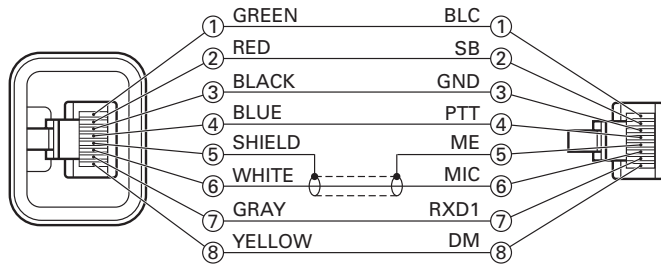 ① GREEN BLC ①
② RED SB ②
③ BLACK GND ③
④ BLUE PTT ④
⑤ SHIELD ME ⑤
⑥ WHITE MIC ⑥
⑦ GRAY RXD1 ⑦
⑧ YELLOW DM ⑧